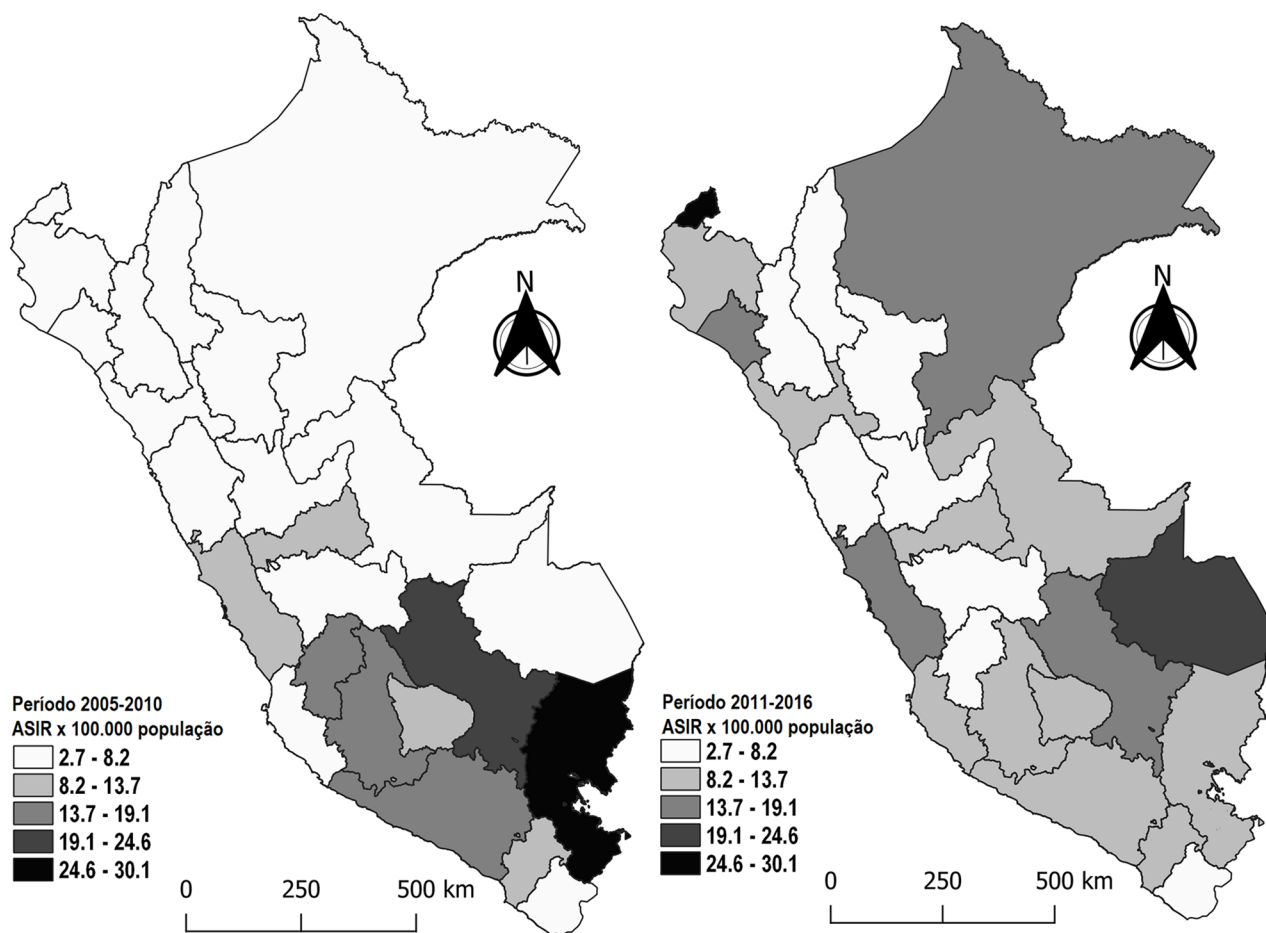 N
Período 2005-2010
ASIR x 100.000 população
2.7 - 8.2
8.2 - 13.7
13.7 - 19.1
19.1 - 24.6
24.6 - 30.1
0 250 500 km
N
Período 2011-2016
ASIR x 100.000 população
2.7 - 8.2
8.2 - 13.7
13.7 - 19.1
19.1 - 24.6
24.6 - 30.1
0 250 500 km